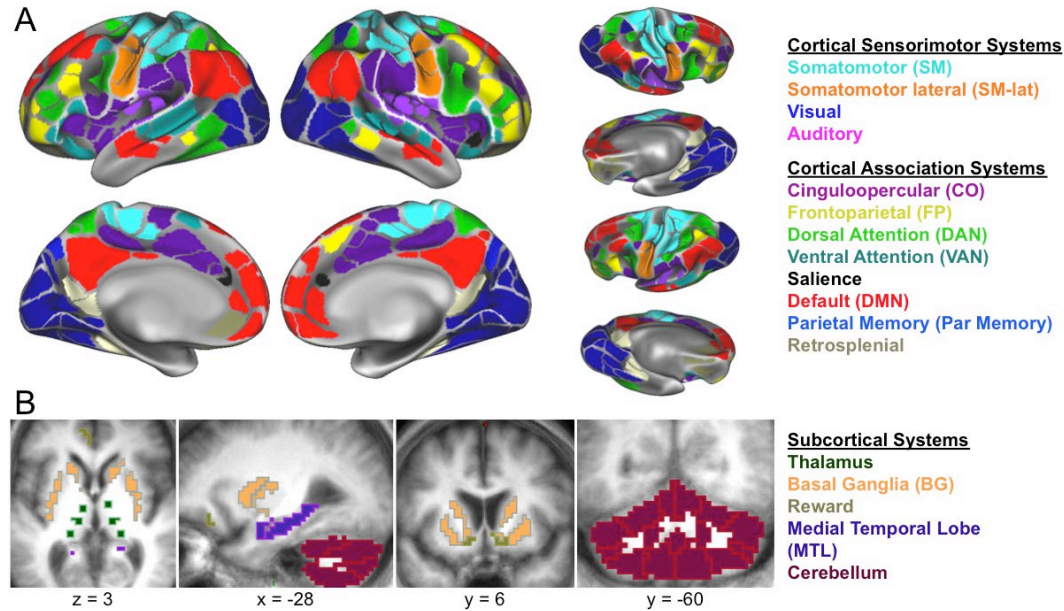 A
Cortical Sensorimotor Systems
Somatomotor (SM)
Somatomotor lateral (SM-lat)
Visual
Auditory
Cortical Association Systems
Cinguloopercular (CO)
Frontoparietal (FP)
Dorsal Attention (DAN)
Ventral Attention (VAN)
Salience
Default (DMN)
Parietal Memory (Par Memory)
Retrosplenial
B
Subcortical Systems
Thalamus
Basal Ganglia (BG)
Reward
Medial Temporal Lobe
(MTL)
Cerebellum
z = 3
x = -28
y = 6
y = -60